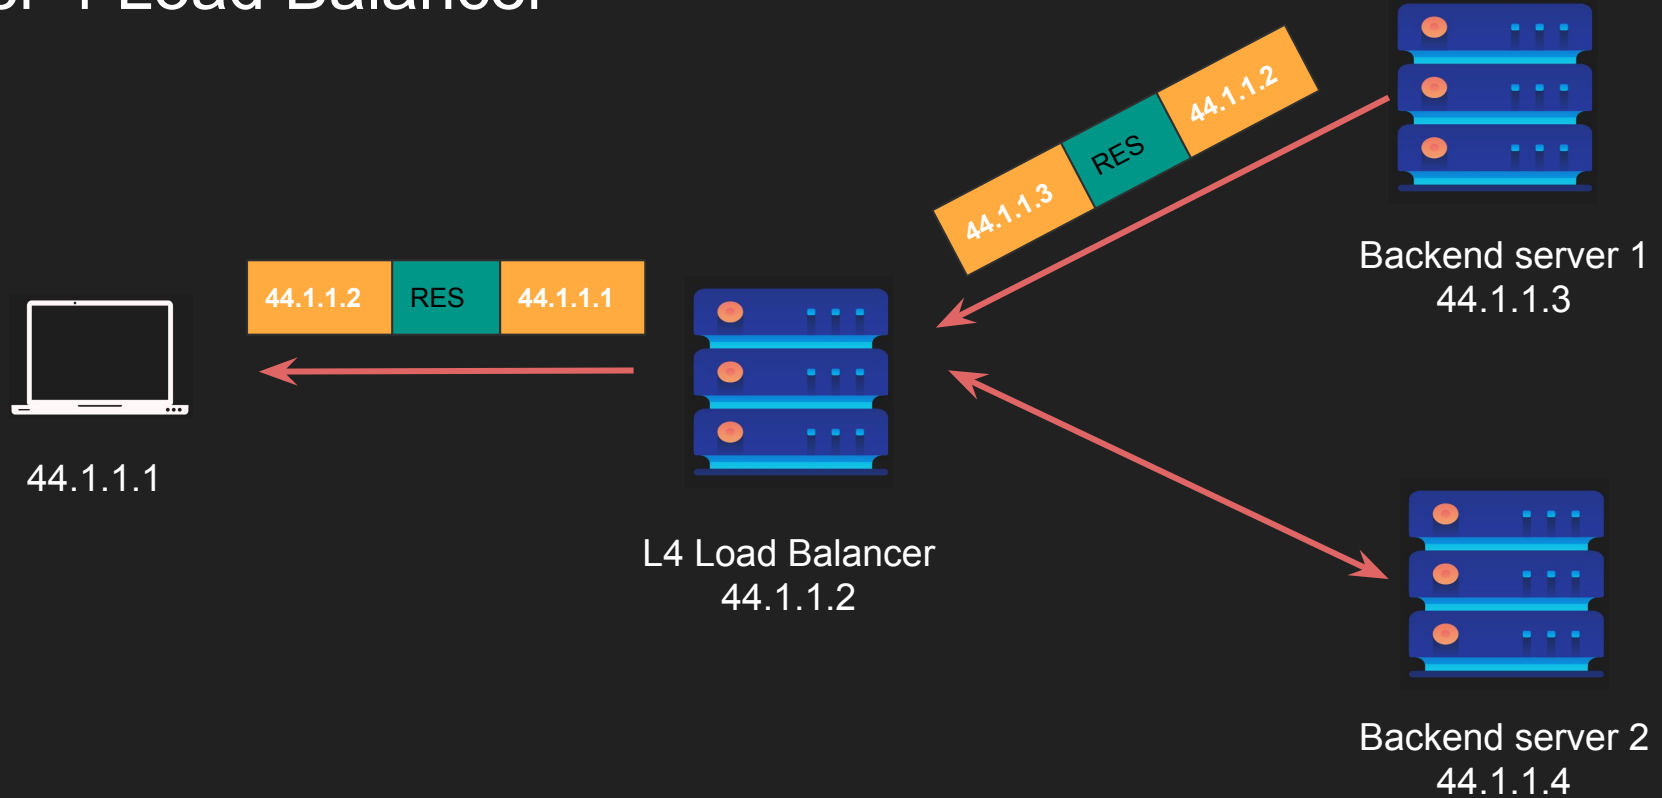 Load Balancer
44.1.1.3 RES 44.1.1.2
44.1.1.2 RES 44.1.1.1
Backend server 1
44.1.1.3
44.1.1.1
L4 Load Balancer
44.1.1.2
Backend server 2
44.1.1.4